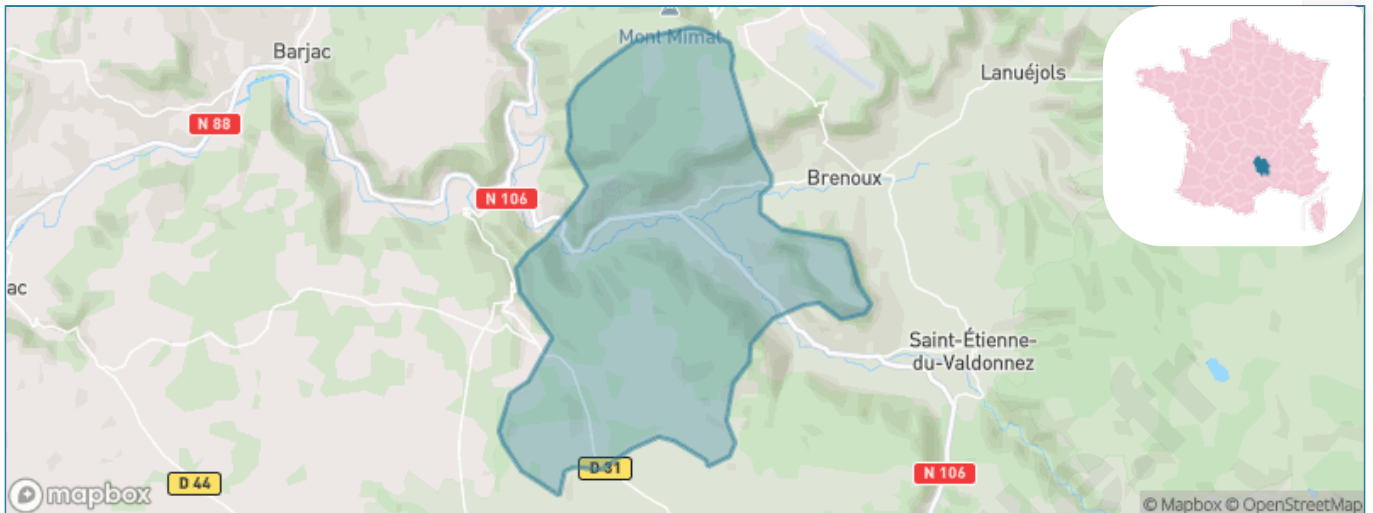 Mont Mimat
Barjac
Lanuéjols
N 88
Brenoux
N 106
ac
Saint-Étienne-
du-Valdonnez
D 31
N 106
D 44
mapbox
© Mapbox © OpenStreetMap